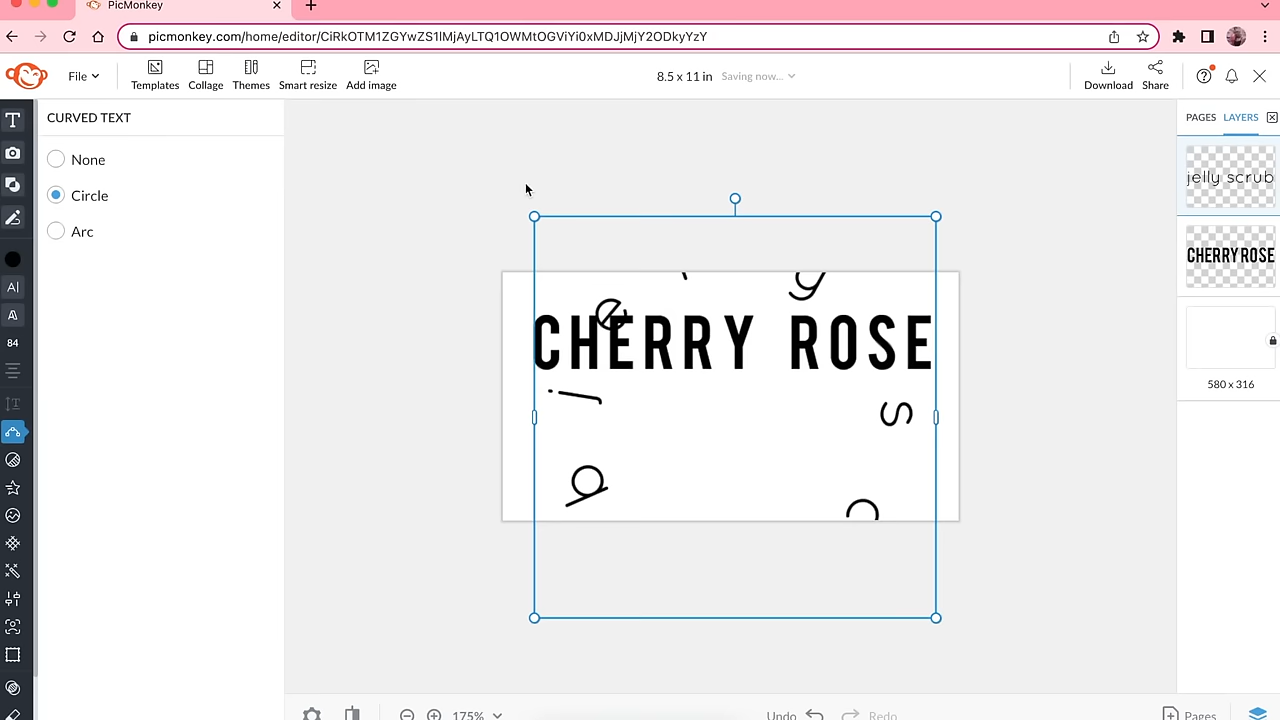 PicMonkey
picmonkey.com/home/editor/CiRkOTM1ZGYwZS1lMjAyLTQ1OWMtOGViYi0xMDJjMjY2ODkyYzY
File
Templates
Collage
Themes
Smart resize
Add image
8.5 x 11 in
Saving now...
Download
Share
CURVED TEXT
None
Circle
Arc
84
PAGES
LAYERS
jelly scrub
CHERRY ROSE
580 x 316
CHERRY ROSE
175%
Undo
Redo
Pages